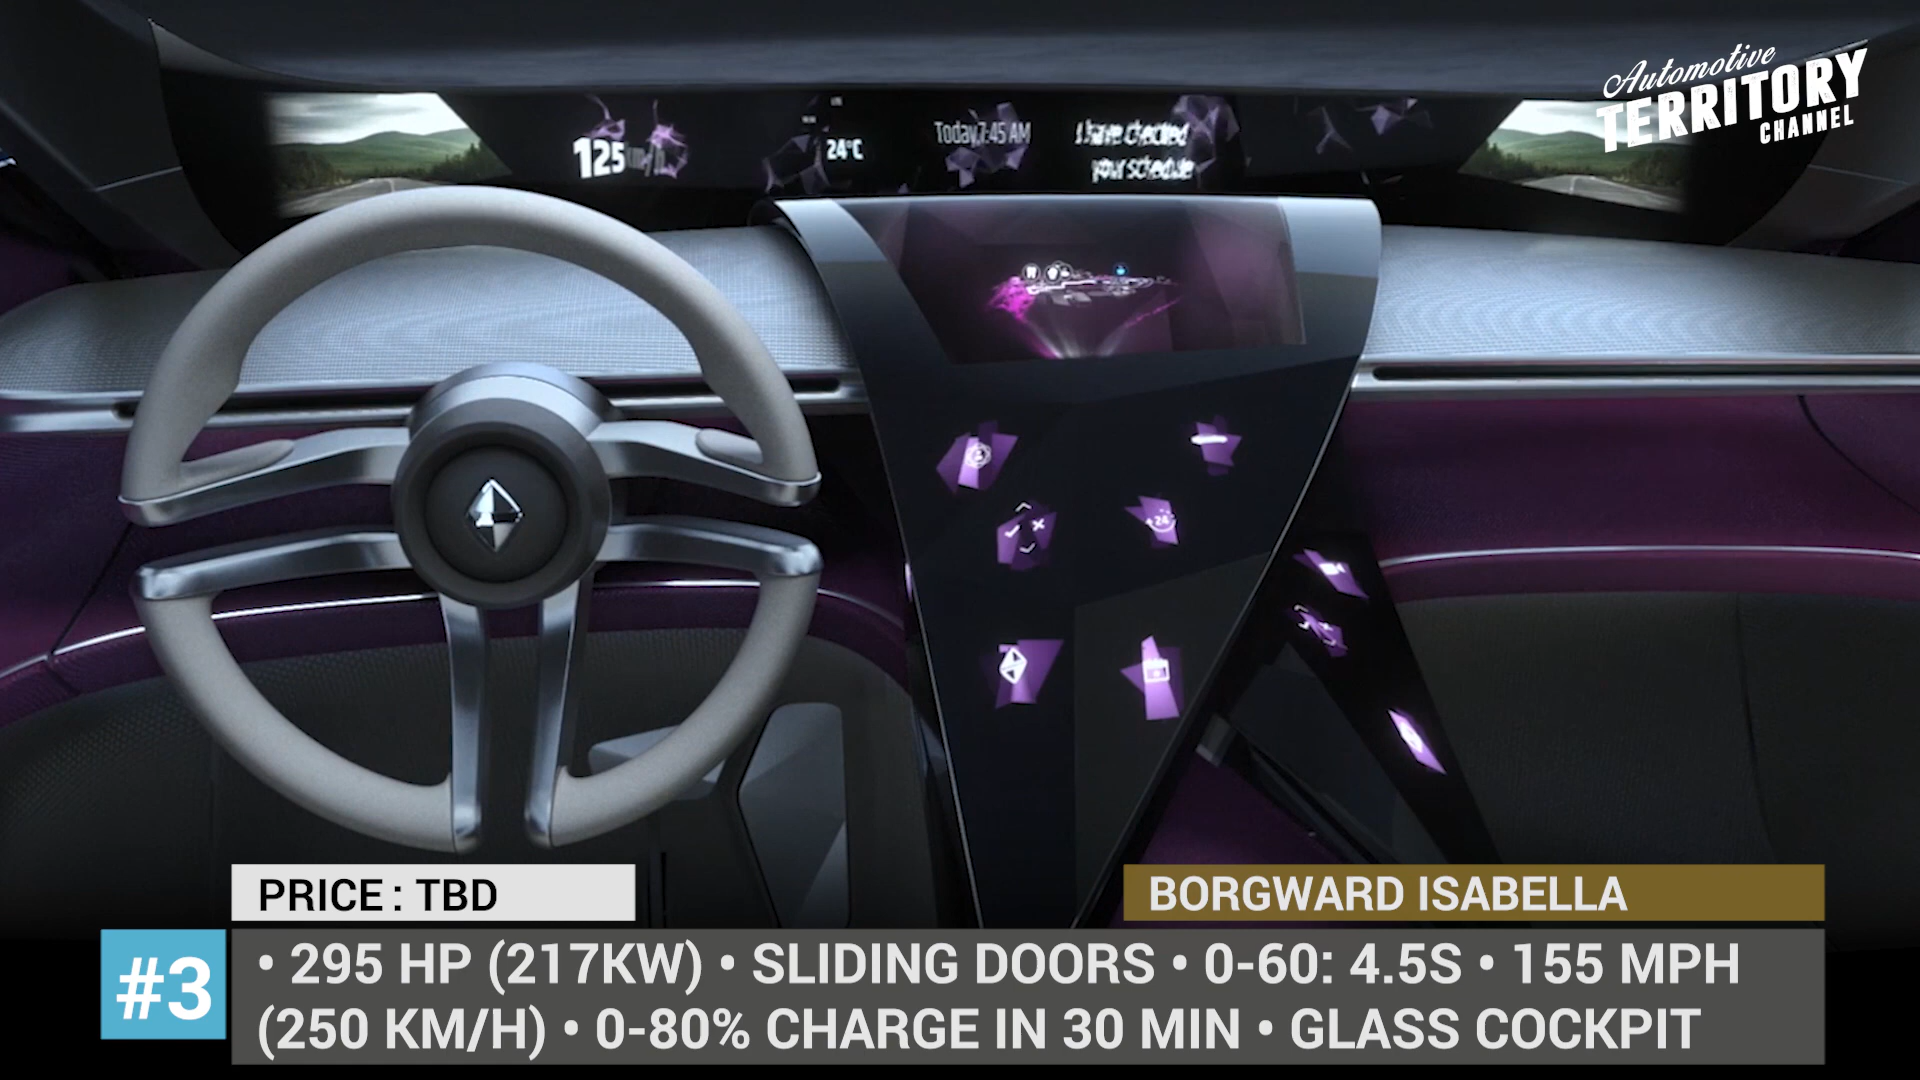 Automotive
TERRITORY
CHANNEL
125 km/h
24°C
Today 7:45 AM
I have checked
your schedule
24
PRICE: TBD
BORGWARD ISABELLA
#3
• 295 HP (217KW) • SLIDING DOORS • 0-60: 4.5S • 155 MPH
(250 KM/H) • 0-80% CHARGE IN 30 MIN • GLASS COCKPIT